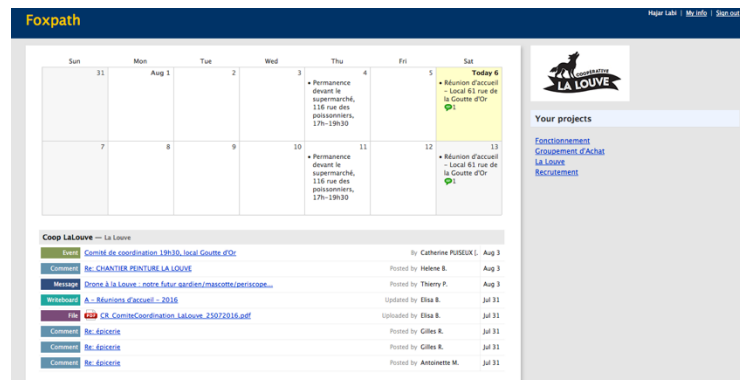 Foxpath
Hajar Labi | My info | Sign out
Sun Mon Tue Wed Thu Fri Sat
31 Aug 1 2 3 4 5 Today 6
• Permanence
devant le
supermarché,
116 rue des
poissonniers,
17h-19h30
• Réunion d'accueil
- Local 61 rue de
la Goutte d'Or
1
7 8 9 10 11 12 13
• Permanence
devant le
supermarché,
116 rue des
poissonniers,
17h-19h30
• Réunion d'accueil
- Local 61 rue de
la Goutte d'Or
1
COOPERATIVE
LA LOUVE
Your projects
Fonctionnement
Groupement d'Achat
La Louve
Recrutement
Coop LaLouve — La Louve
Event Comité de coordination 19h30, local Goutte d'Or By Catherine PUISEUX [. Aug 3
Comment Re: CHANTIER PEINTURE LA LOUVE Posted by Helene B. Aug 3
Message Drone à la Louve : notre futur gardien/mascotte/periscope... Posted by Thierry P. Aug 3
Writeboard A - Réunions d'accueil - 2016 Updated by Elisa B. Jul 31
File PDF CR_ComiteCoordination_LaLouve_25072016.pdf Uploaded by Elisa B. Jul 31
Comment Re: épicerie Posted by Gilles R. Jul 31
Comment Re: épicerie Posted by Gilles R. Jul 31
Comment Re: épicerie Posted by Antoinette M. Jul 31